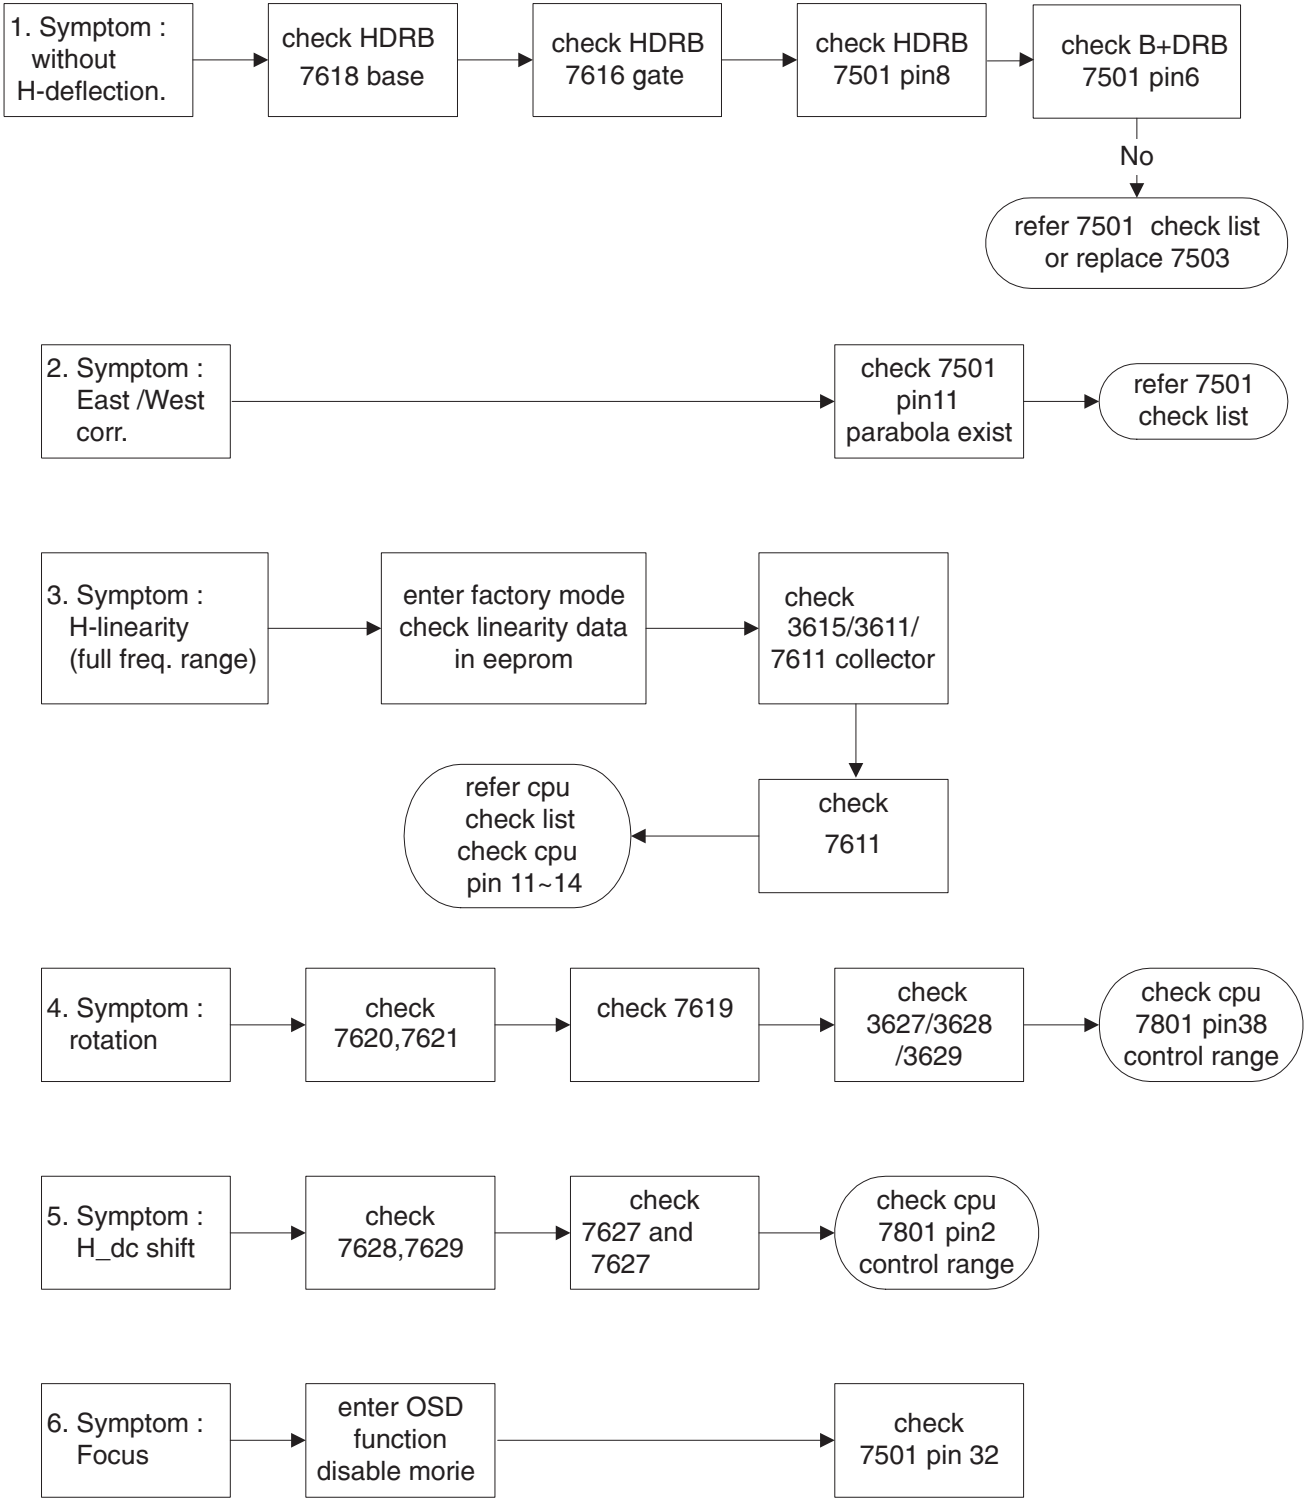 1. Symptom :
without
H-deflection.
check HDRB
7618 base
check HDRB
7616 gate
check HDRB
7501 pin8
check B+DRB
7501 pin6
No
refer 7501 check list
or replace 7503
2. Symptom :
East /West
corr.
check 7501
pin11
parabola exist
refer 7501
check list
3. Symptom :
H-linearity
(full freq. range)
enter factory mode
check linearity data
in eeprom
check
3615/3611/
7611 collector
check
7611
refer cpu
check list
check cpu
pin 11~14
4. Symptom :
rotation
check
7620,7621
check 7619
check
3627/3628
/3629
check cpu
7801 pin38
control range
5. Symptom :
H_dc shift
check
7628,7629
check
7627 and
7627
check cpu
7801 pin2
control range
6. Symptom :
Focus
enter OSD
function
disable morie
check
7501 pin 32